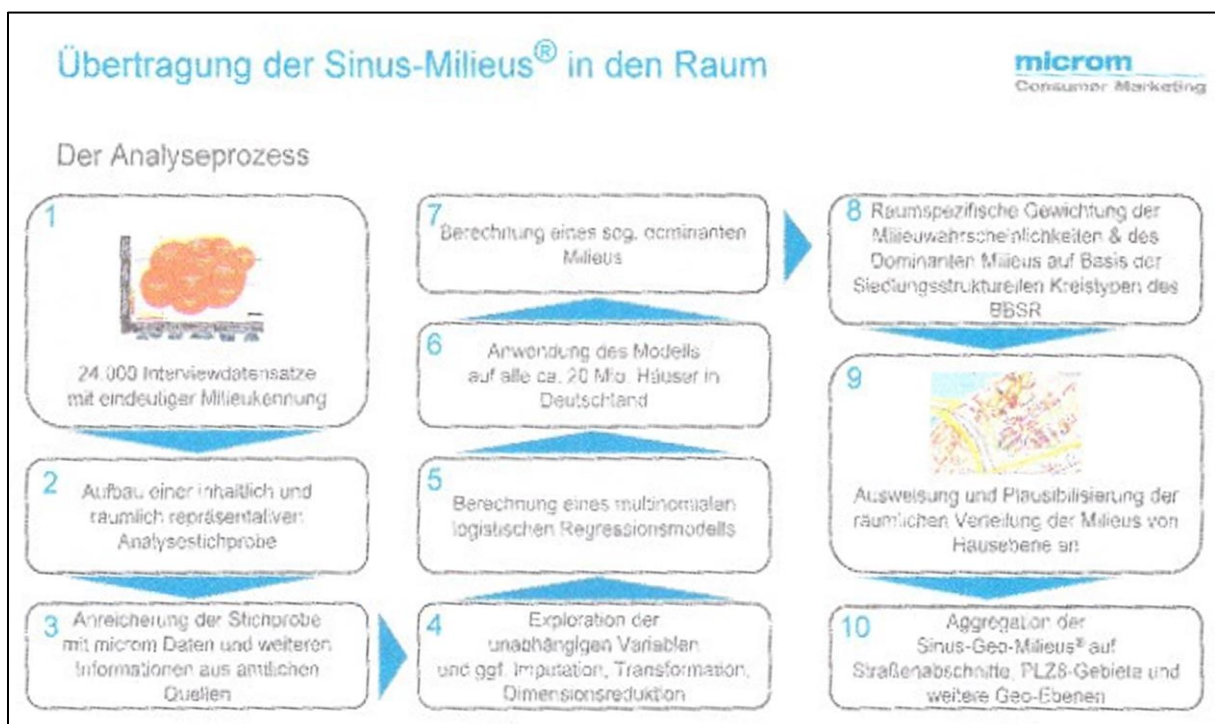 Übertragung der Sinus-Milieus® in den Raum
microm
Consumer Marketing
Der Analyseprozess
1
24.000 Interviewdatensätze
mit eindeutiger Milieukennung
2
Aufbau einer inhaltlich und
räumlich repräsentativen
Analysestichprobe
3
Anreicherung der Stichprobe
mit microm Daten und weiteren
Informationen aus amtlichen
Quellen
4
Exploration der
unabhängigen Variablen
und ggf. Imputation, Transformation,
Dimensionsreduktion
5
Berechnung eines multinomialen
logistischen Regressionsmodells
6
Anwendung des Modells
auf alle ca. 20 Mio. Häuser in
Deutschland
7
Berechnung eines sog. dominanten
Milieus
8
Raumspezifische Gewichtung der
Milieuwahrscheinlichkeiten & des
Dominanten Milieus auf Basis der
Siedlungsstrukturellen Kreistypen des
BBSR
9
Ausweisung und Plausibilisierung der
räumlichen Verteilung der Milieus von
Hausebene an
10
Aggregation der
Sinus-Geo-Milieus® auf
Straßenabschnitte, PLZ8-Gebiete und
weitere Geo-Ebenen